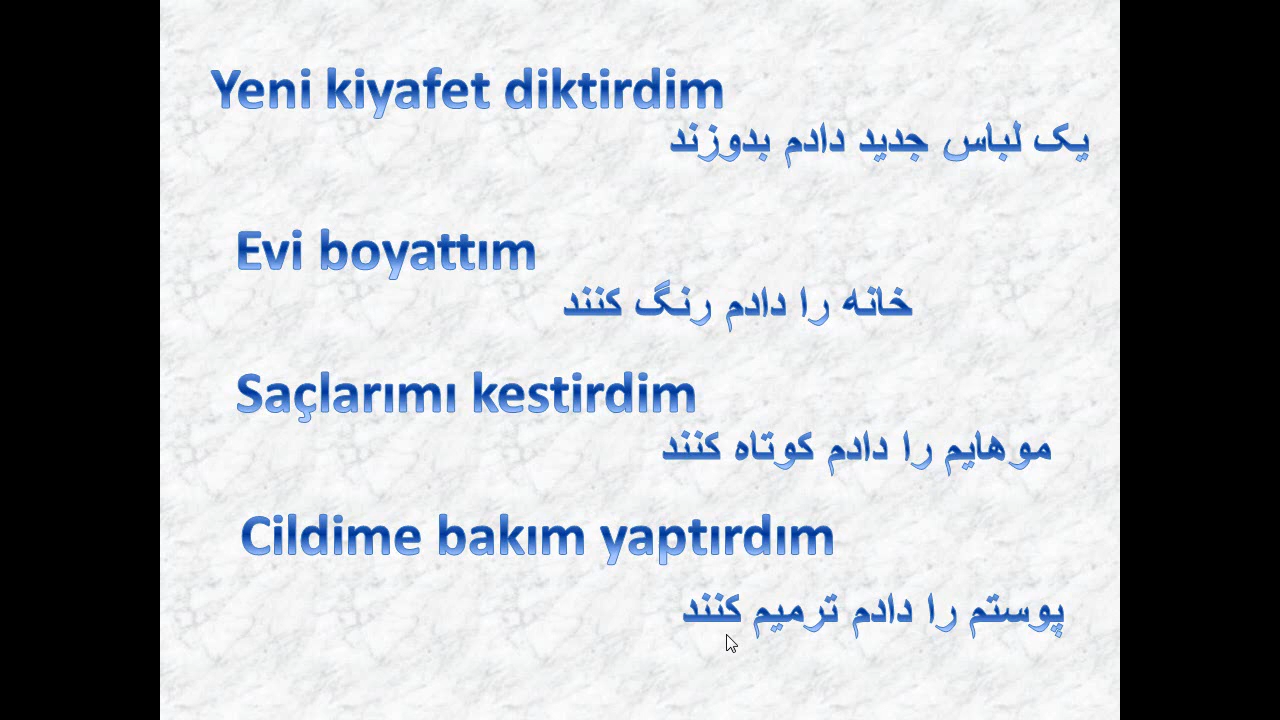 Yeni kiyafet diktirdim
یک لباس جدید دادم بدوزند
Evi boyattım
خانه را دادم رنگ کنند
Saçlarımı kestirdim
موهایم را دادم کوتاه کنند
Cildime bakım yaptırdım
پوستم را دادم ترمیم کنند